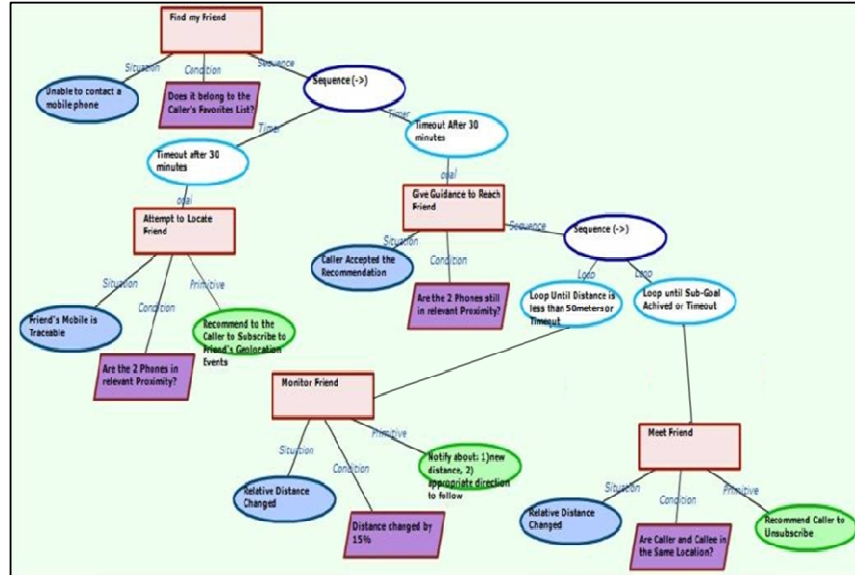 Find my Friend
Situation
Condition
Sequence
Unable to contact a
mobile phone
Does it belong to the
Caller's Favorites List?
Sequence (->)
Timer
Timer
Timeout after 30
minutes
Timeout After 30
minutes
oal
oal
Attempt to Locate
Friend
Give Guidance to Reach
Friend
Sequence
Sequence (->)
Situation
Condition
Primitive
Situation
Condition
Loop
Loop
Caller Accepted the
Recommendation
Are the 2 Phones still
in relevant Proximity?
Loop Until Distance is
less than 50meters or
Timeout
Loop until Sub-Goal
Achived or Timeout
Friend's Mobile is
Traceable
Are the 2 Phones in
relevant Proximity?
Recommend to the
Caller to Subscribe to
Friend's Geolocation
Events
Monitor Friend
Situation
Condition
Primitive
Relative Distance
Changed
Distance changed by
15%
Notify about: 1)new
distance, 2)
appropriate direction
to follow
Meet Friend
Situation
Condition
Primitive
Relative Distance
Changed
Are Caller and Callee in
the Same Location?
Recommend Caller to
Unsubscribe